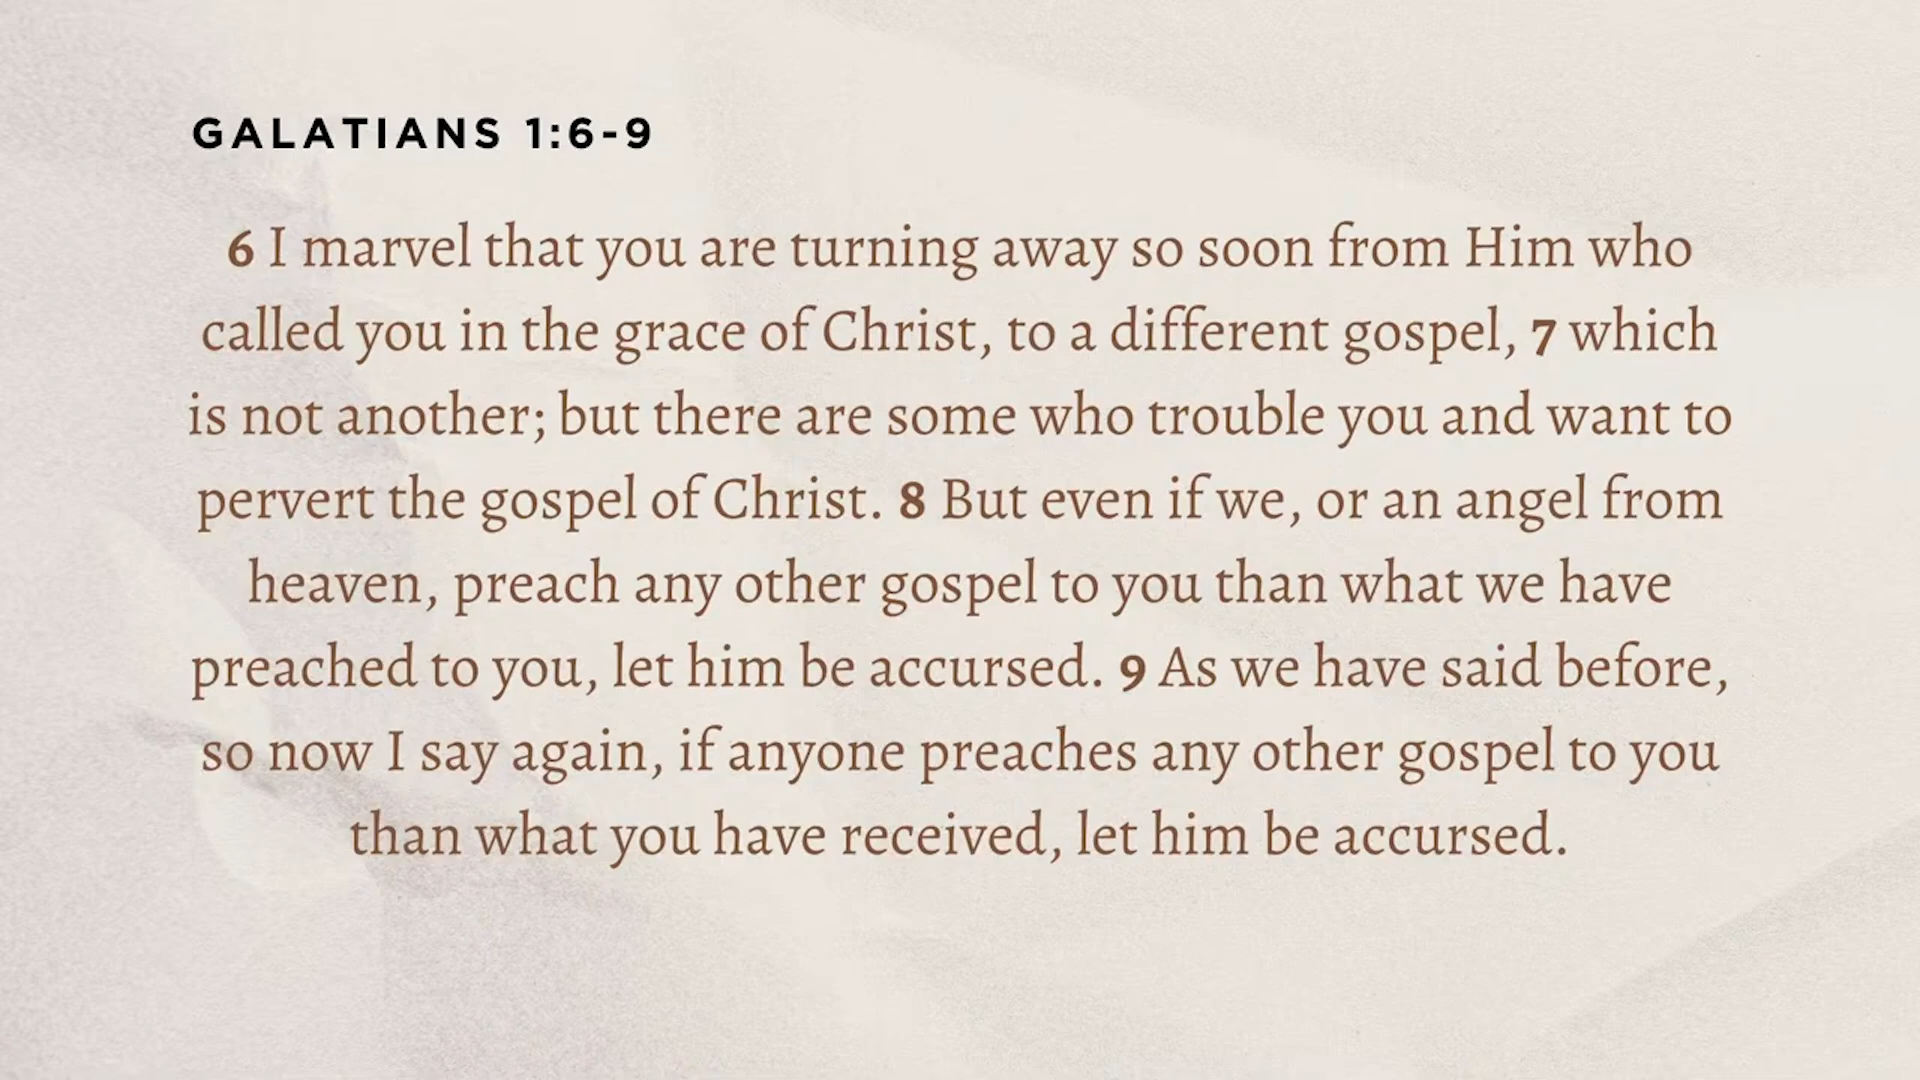 GALATIANS 1:6-9
6 I marvel that you are turning away so soon from Him who
called you in the grace of Christ, to a different gospel, 7 which
is not another; but there are some who trouble you and want to
pervert the gospel of Christ. 8 But even if we, or an angel from
heaven, preach any other gospel to you than what we have
preached to you, let him be accursed. 9 As we have said before,
so now I say again, if anyone preaches any other gospel to you
than what you have received, let him be accursed.